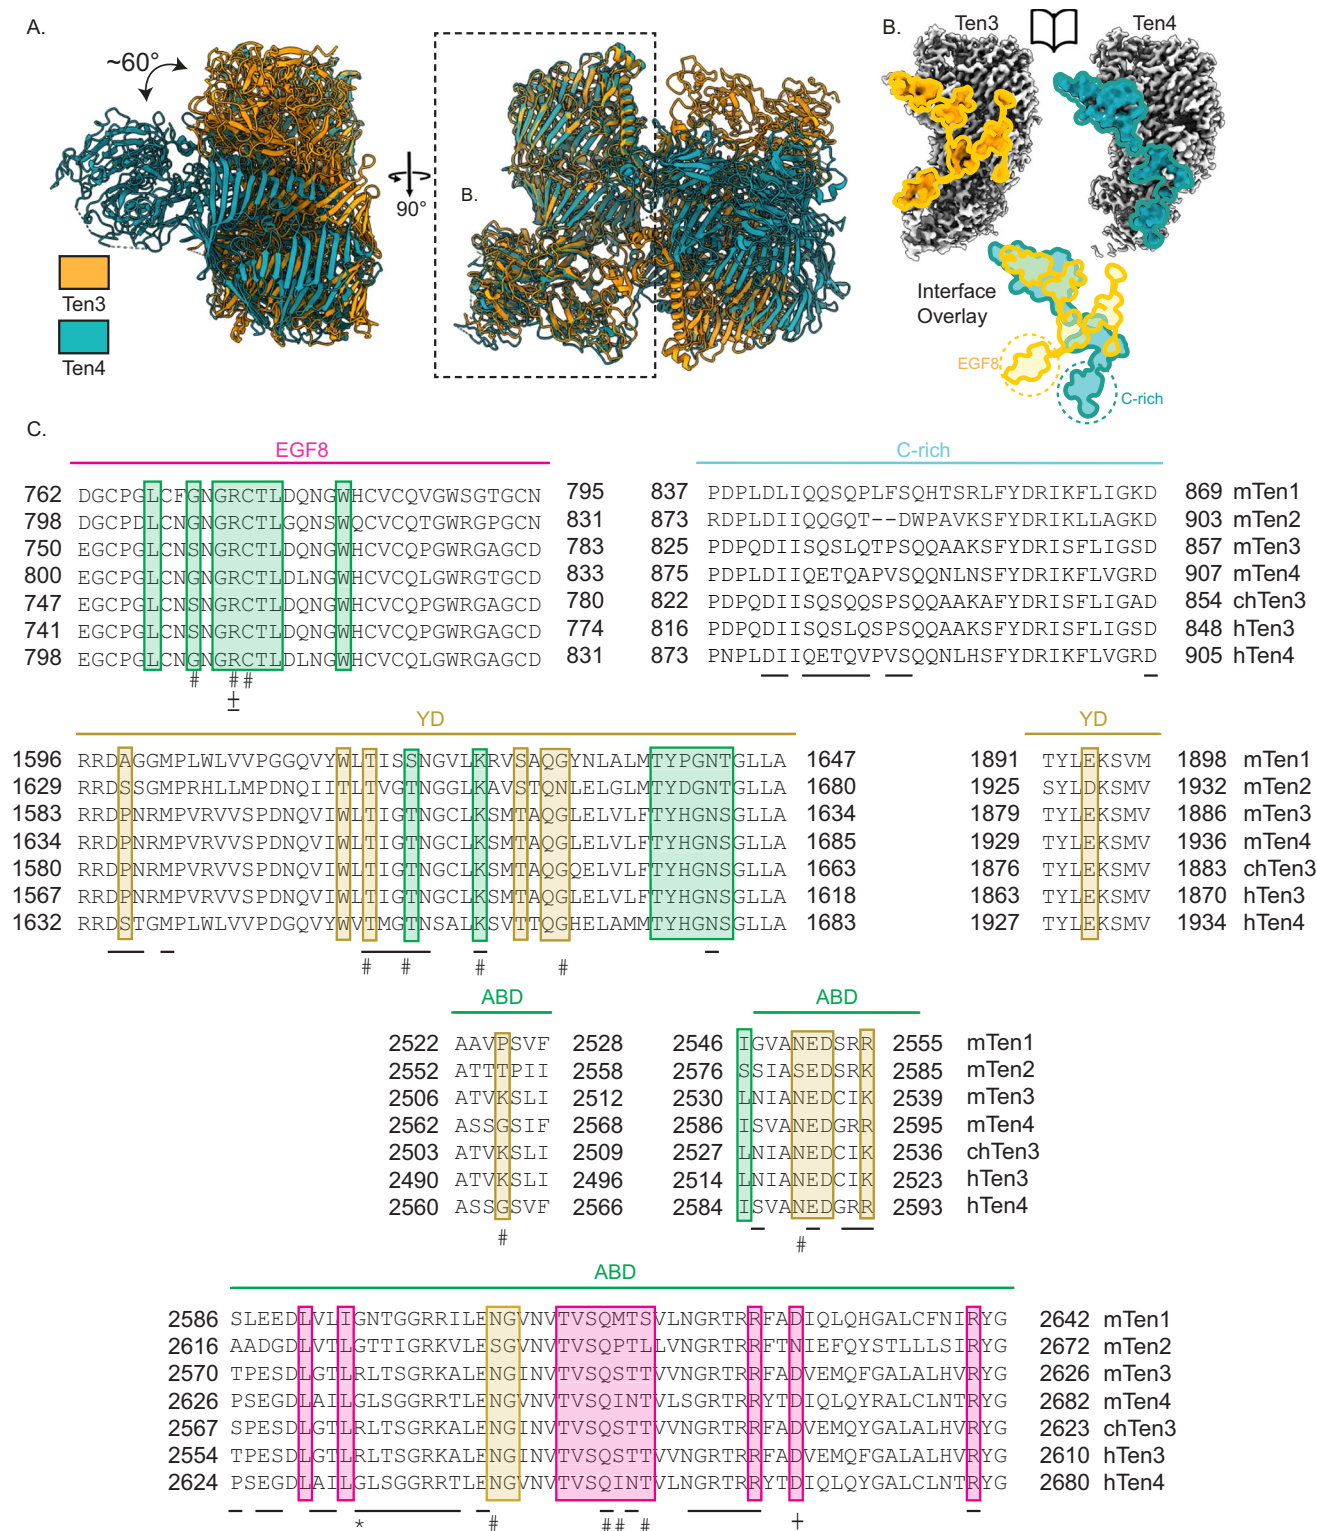 A.
B.
Ten3
Ten4
~60°
90°
B.
Ten3
Ten4
Interface
Overlay
EGF8
C-rich
C.
EGF8
C-rich
762 DGCPGLCFGNGRCTLDQNGWHCVCQVGWSGTGCN 795 837 PDPLDLIQQSQPLFSQHTSRLFYDRIKFLIGKD 869 mTen1
798 DGCPDLCNGNGRCTLGQNSWQCVCQTGWRGPGCN 831 873 RDPLDIIQQGQT--DWPAVKSFYDRIKLLAGKD 903 mTen2
750 EGCPGLCNSNGRCTLDQNGWHCVCQPGWRGAGCD 783 825 PDPQDIISQSLQTPSQQAAKSFYDRISFLIGSD 857 mTen3
800 EGCPGLCNGNGRCTLDLNGWHCVCQLGWRGTGCD 833 875 PDPLDIIQETQAPVSQQNLNSFYDRIKFLVGRD 907 mTen4
747 EGCPGLCNSNGRCTLDQNGWHCVCQPGWRGAGCD 780 822 PDPQDIISQSQQSPSQQAAKAFYDRISFLIGAD 854 chTen3
741 EGCPGLCNSNGRCTLDQNGWHCVCQPGWRGAGCD 774 816 PDPQDIISQSLQSPSQQAAKSFYDRISFLIGSD 848 hTen3
798 EGCPGLCNGNGRCTLDLNGWHCVCQLGWRGAGCD 831 873 PNPLDIIQETQVPVSQQNLHSFYDRIKFLVGRD 905 hTen4
# # #
±
YD YD
1596 RRDAGGMPLWLVVPGGQVYWLTISSNGVLKRVSAQGYNLALMTYPGNTGLLA 1647 1891 TYLEKSVM 1898 mTen1
1629 RRDSSGMPRHLLMPDNQIITLTVGTNGGLKAVSTQNLELGLMTYDGNTGLLA 1680 1925 SYLDKSMV 1932 mTen2
1583 RRDPNRMPVRVVSPDNQVIWLTIGTNGCLKSMTAQGLELVLFTYHGNSGLLA 1634 1879 TYLEKSMV 1886 mTen3
1634 RRDPNRMPVRVVSPDNQVIWLTIGTNGCLKSMTAQGLELVLFTYHGNSGLLA 1685 1929 TYLEKSMV 1936 mTen4
1580 RRDPNRMPVRVVSPDNQVIWLTIGTNGCLKSMTAQGQELVLFTYHGNSGLLA 1663 1876 TYLEKSMV 1883 chTen3
1567 RRDPNRMPVRVVSPDNQVIWLTIGTNGCLKSMTAQGLELVLFTYHGNSGLLA 1618 1863 TYLEKSMV 1870 hTen3
1632 RRDSTGMPLWLVVPDGQVYWVTMGTNSALKSVTTQGHELAMMTYHGNSGLLA 1683 1927 TYLEKSMV 1934 hTen4
# # # #
ABD ABD
2522 AAVPSVF 2528 2546 IGVANEDSRR 2555 mTen1
2552 ATTTPII 2558 2576 SSIASEDSRK 2585 mTen2
2506 ATVKSLI 2512 2530 LNIANEDCIK 2539 mTen3
2562 ASSGSIF 2568 2586 ISVANEDGRR 2595 mTen4
2503 ATVKSLI 2509 2527 LNIANEDCIK 2536 chTen3
2490 ATVKSLI 2496 2514 LNIANEDCIK 2523 hTen3
2560 ASSGSVF 2566 2584 ISVANEDGRR 2593 hTen4
# #
ABD
2586 SLEEDLVLIGNTGGRRILENGVNVTVSQMTSVLNGRTRRFADIQLQHGALCFNIRYG 2642 mTen1
2616 AADGDLVTLGTTIGRKVLESGVNVTVSQPTLLVNGRTRRFTNIEFQYSTLLLSIRYG 2672 mTen2
2570 TPESDLGTLRLTSGRKALENGINVTVSQSTTVVNGRTRRFADVEMQFGALALHVRYG 2626 mTen3
2626 PSEGDLAILGLSGGRRTLENGVNVTVSQINTVLSGRTRRYTDIQLQYRALCLNTRYG 2682 mTen4
2567 SPESDLGTLRLTSGRKALENGINVTVSQSTTVVNGRTRRFADVEMQYGALALHVRYG 2623 chTen3
2554 TPESDLGTLRLTSGRKALENGINVTVSQSTTVVNGRTRRFADVEMQFGALALHVRYG 2610 hTen3
2624 PSEGDLAILGLSGGRRTLENGVNVTVSQINTVLNGRTRRYTDIQLQYGALCLNTRYG 2680 hTen4
* # ## # +